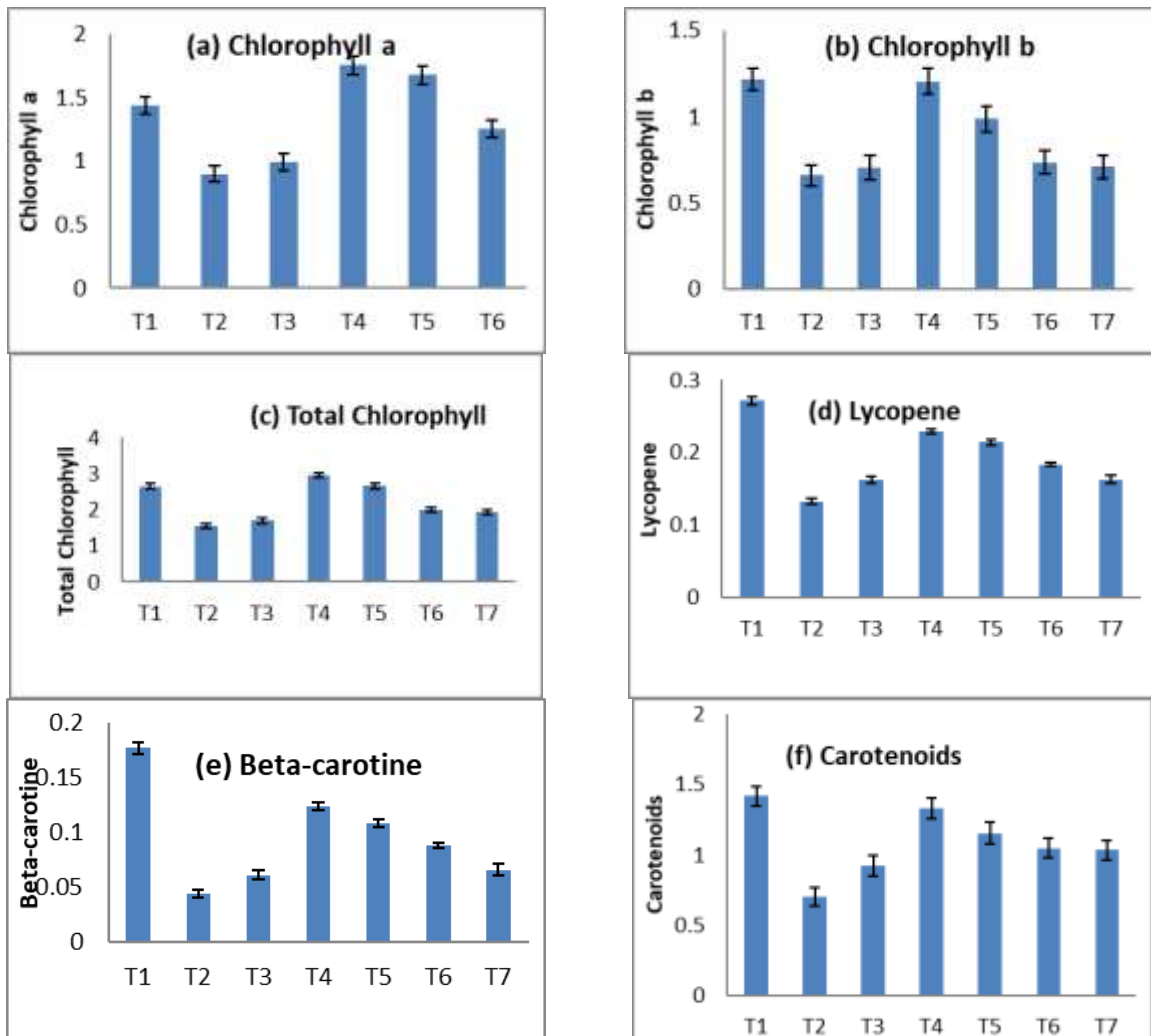 (a) Chlorophyll a
Chlorophyll a
2
1.5
1
0.5
0
T1 T2 T3 T4 T5 T6
(b) Chlorophyll b
Chlorophyll b
1.5
1
0.5
0
T1 T2 T3 T4 T5 T6 T7
(c) Total Chlorophyll
Total Chlorophyll
4
3
2
1
0
T1 T2 T3 T4 T5 T6 T7
(d) Lycopene
Lycopene
0.3
0.2
0.1
0
T1 T2 T3 T4 T5 T6 T7
(e) Beta-carotine
Beta-carotine
0.2
0.15
0.1
0.05
0
T1 T2 T3 T4 T5 T6 T7
(f) Carotenoids
Carotenoids
2
1.5
1
0.5
0
T1 T2 T3 T4 T5 T6 T7